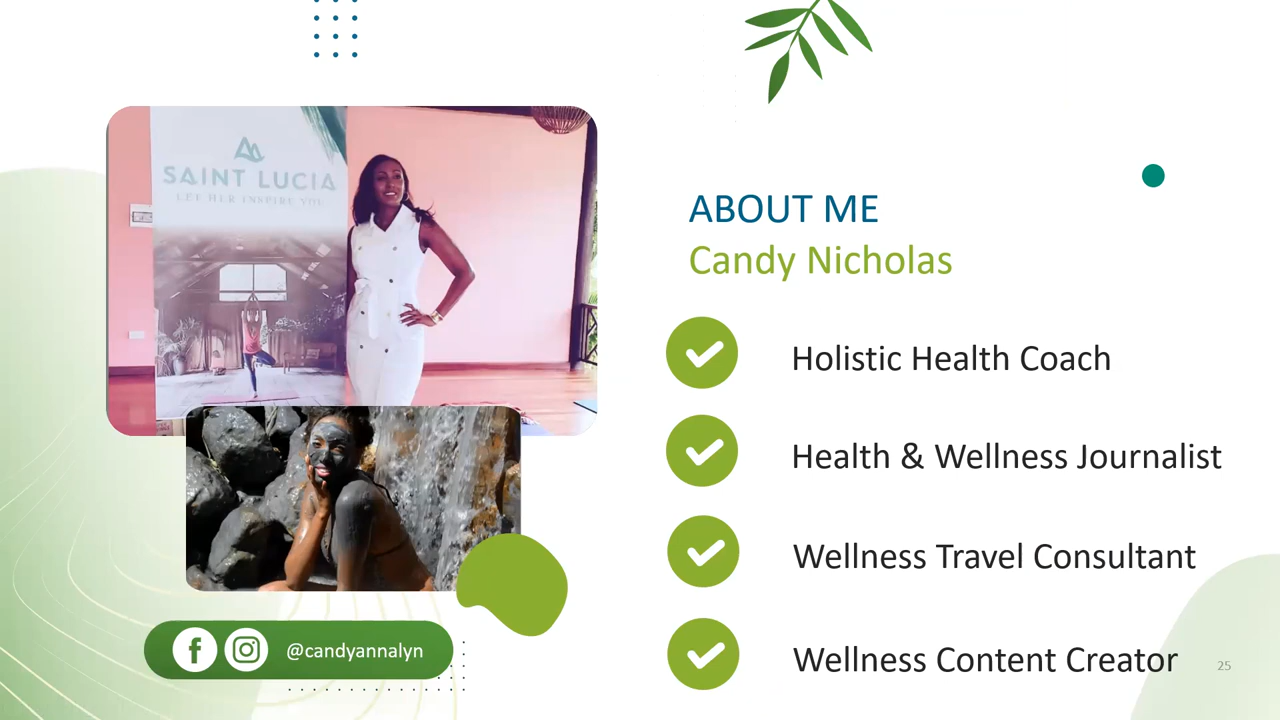 SAINT LUCIA
LET HER INSPIRE YOU
ABOUT ME
Candy Nicholas
Holistic Health Coach
Health & Wellness Journalist
Wellness Travel Consultant
Wellness Content Creator
@candyannalyn
25